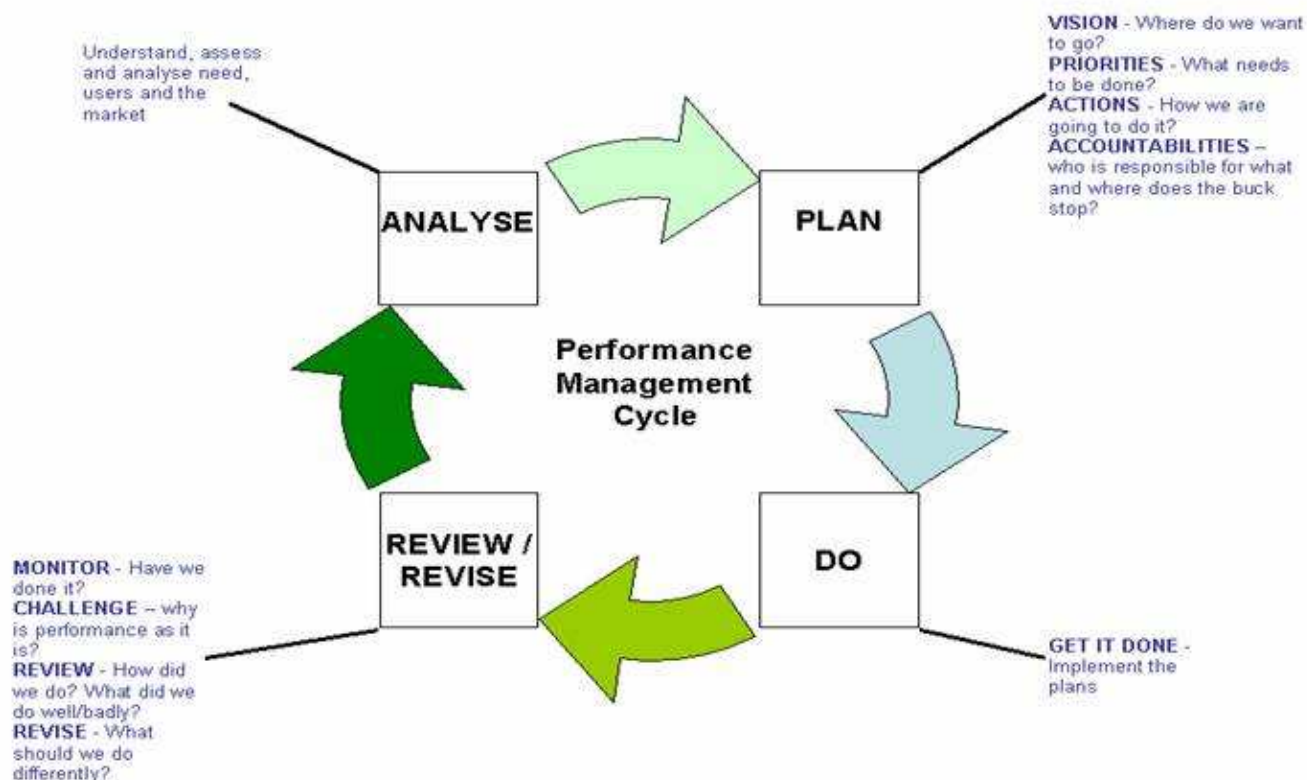 Understand, assess
and analyse need,
users and the
market
VISION - Where do we want
to go?
PRIORITIES - What needs
to be done?
ACTIONS - How we are
going to do it?
ACCOUNTABILITIES –
who is responsible for what
and where does the buck
stop?
ANALYSE
PLAN
Performance
Management
Cycle
REVIEW /
REVISE
DO
MONITOR - Have we
done it?
CHALLENGE – why
is performance as it
is?
REVIEW - How did
we do? What did we
do well/badly?
REVISE - What
should we do
differently?
GET IT DONE -
Implement the
plans